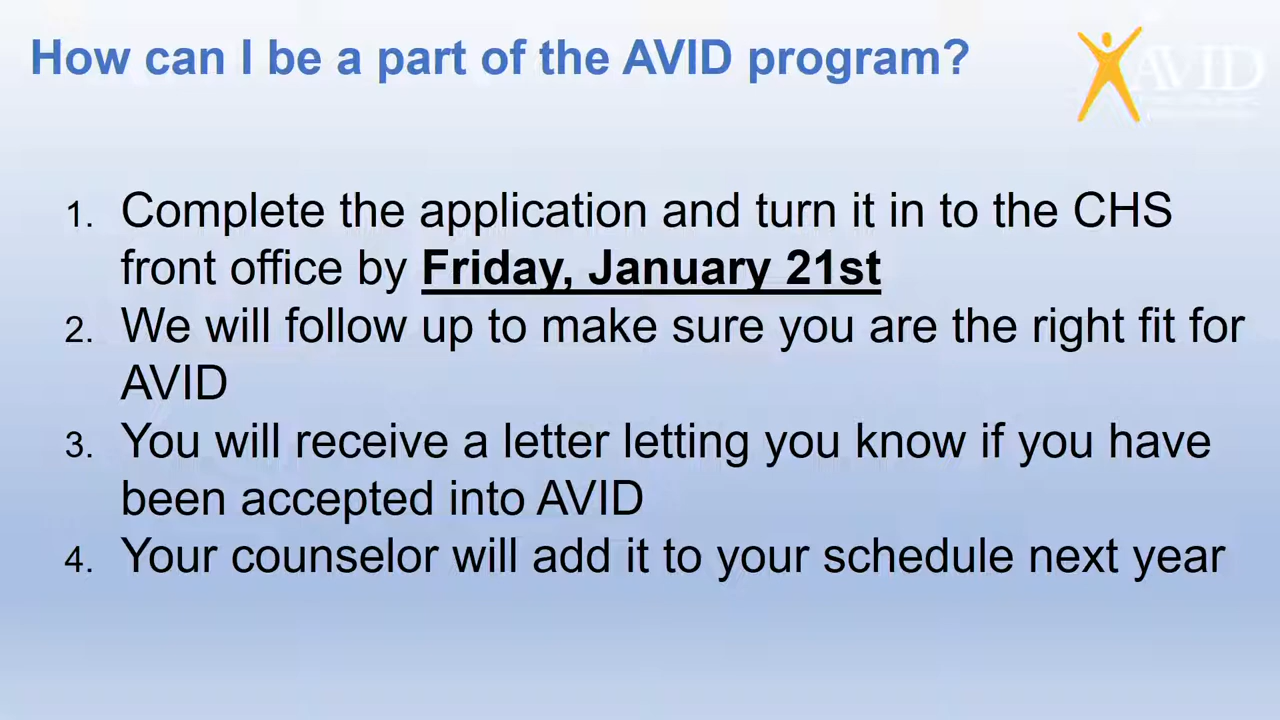 How can I be a part of the AVID program?
AVID
1. Complete the application and turn it in to the CHS
front office by Friday, January 21st
2. We will follow up to make sure you are the right fit for
AVID
3. You will receive a letter letting you know if you have
been accepted into AVID
4. Your counselor will add it to your schedule next year